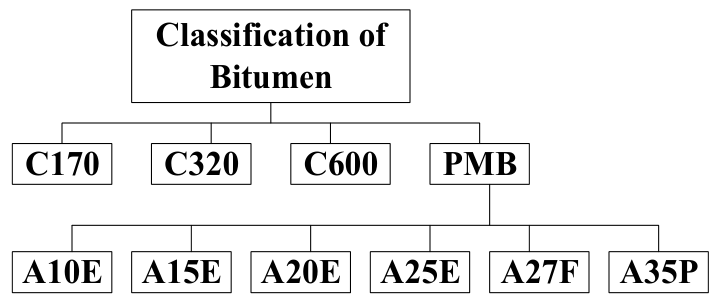 Classification of
Bitumen
C170 C320 C600 PMB
A10E A15E A20E A25E A27F A35P